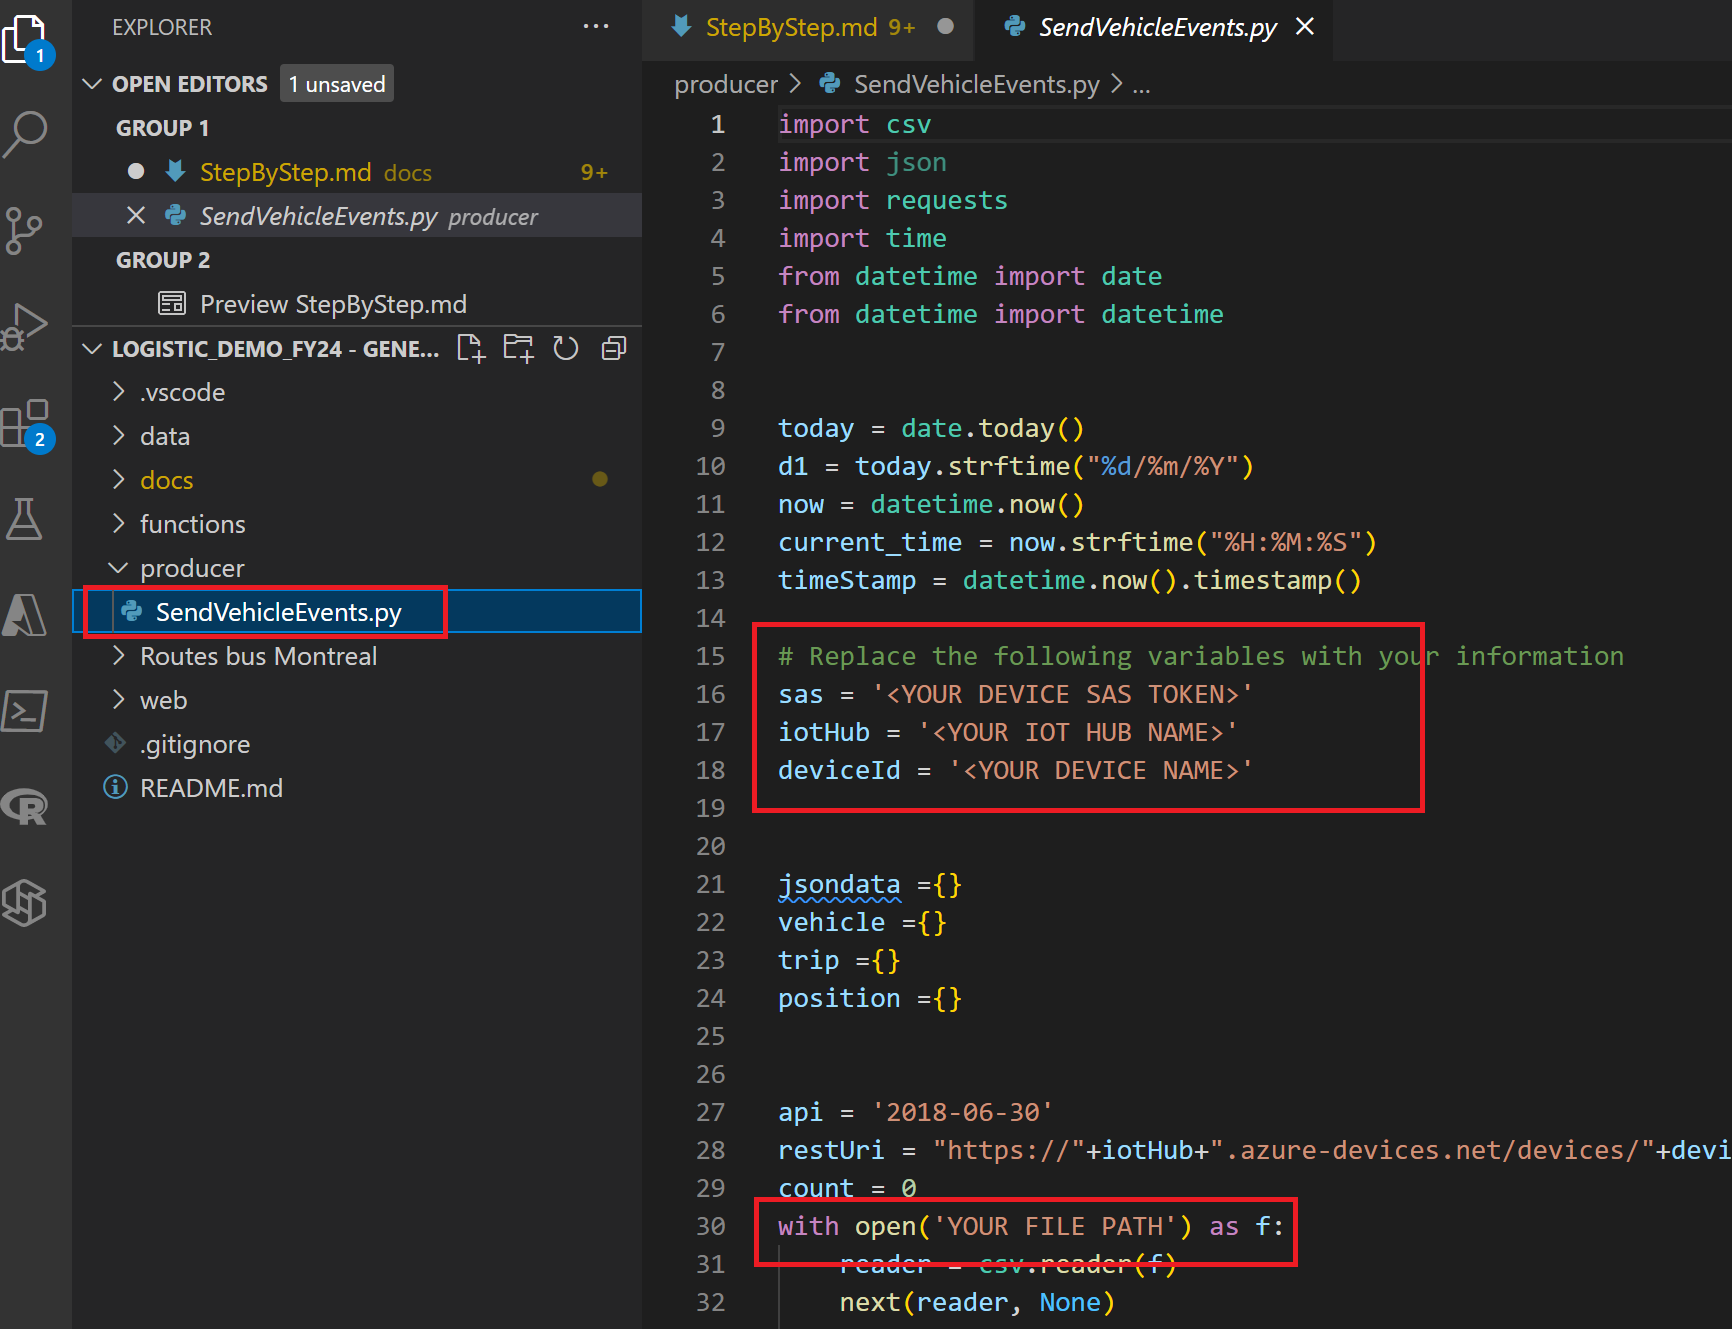 EXPLORER
...
OPEN EDITORS
1 unsaved
GROUP 1
StepByStep.md docs
9+
SendVehicleEvents.py producer
GROUP 2
Preview StepByStep.md
LOGISTIC_DEMO_FY24 - GENE...
.vscode
data
docs
functions
producer
SendVehicleEvents.py
Routes bus Montreal
web
.gitignore
README.md
1
2
StepByStep.md 9+
SendVehicleEvents.py
producer > SendVehicleEvents.py > ...
1 import csv
2 import json
3 import requests
4 import time
5 from datetime import date
6 from datetime import datetime
7
8
9 today = date.today()
10 d1 = today.strftime("%d/%m/%Y")
11 now = datetime.now()
12 current_time = now.strftime("%H:%M:%S")
13 timeStamp = datetime.now().timestamp()
14
15 # Replace the following variables with your information
16 sas = '<YOUR DEVICE SAS TOKEN>'
17 iotHub = '<YOUR IOT HUB NAME>'
18 deviceId = '<YOUR DEVICE NAME>'
19
20
21 jsondata ={}
22 vehicle ={}
23 trip ={}
24 position ={}
25
26
27 api = '2018-06-30'
28 restUri = "https://"+iotHub+".azure-devices.net/devices/"+devi
29 count = 0
30 with open('YOUR FILE PATH') as f:
31 reader = csv.reader(f)
32 next(reader, None)